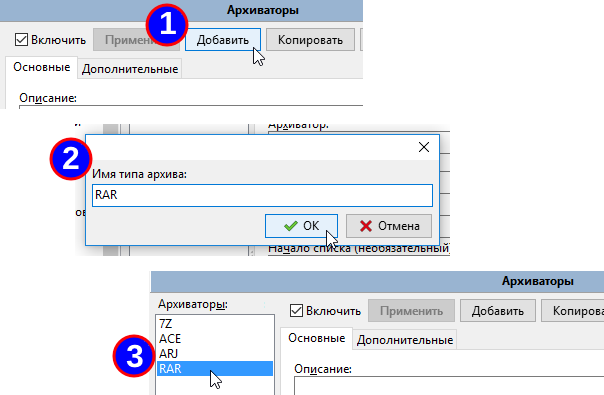 Архиваторы
1
Включить Применить Добавить Копировать
Основные Дополнительные
Описание:
Архиватор:
2
Имя типа архива:
RAR
OK Отмена
Начало списка (необязательный
Архиваторы
Архиваторы:
Включить Применить Добавить Копирова
7Z
ACE
ARJ
RAR
Основные Дополнительные
Описание:
3